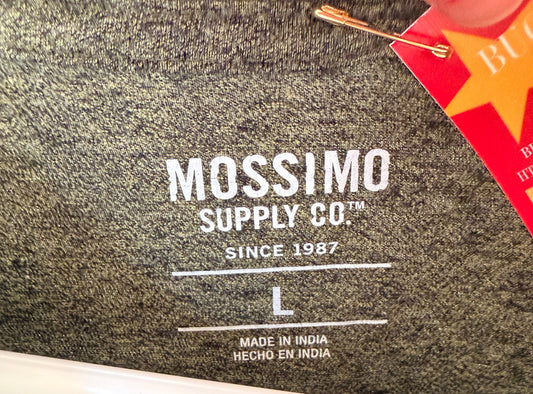 MOSSIMO
SUPPLY CO.™
SINCE 1987
L
MADE IN INDIA
HECHO EN INDIA